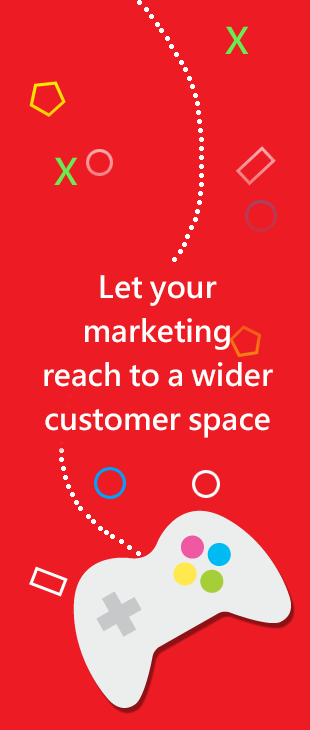 X
X
Let your
marketing
reach to a wider
customer space